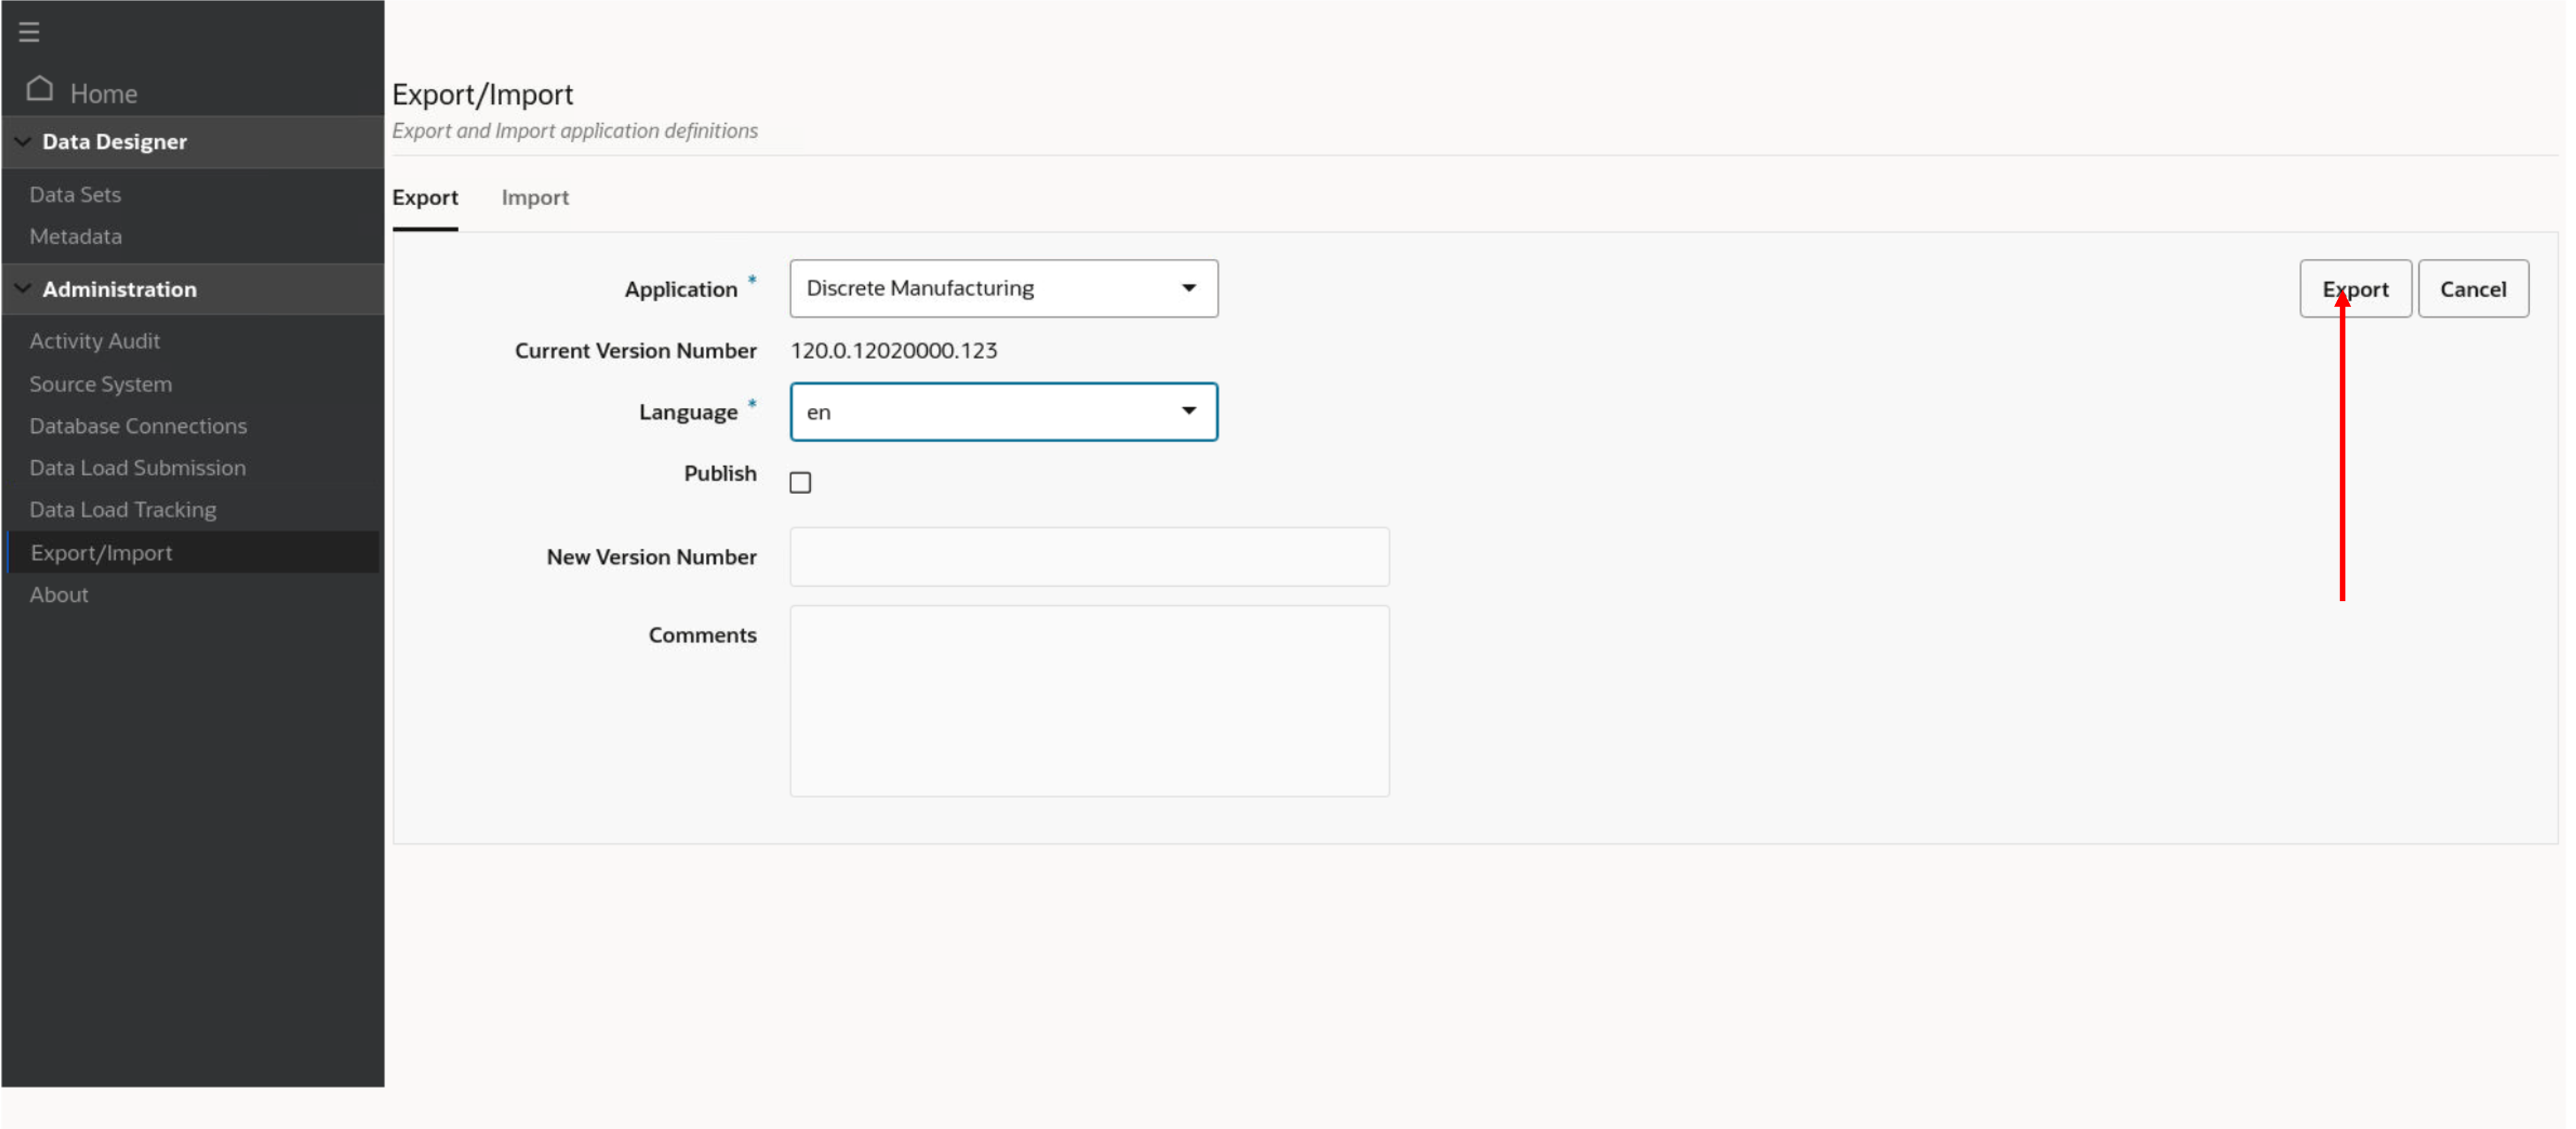 Home
Data Designer
Data Sets
Metadata
Administration
Activity Audit
Source System
Database Connections
Data Load Submission
Data Load Tracking
Export/Import
About
Export/Import
Export and Import application definitions
Export Import
Application * Discrete Manufacturing Export Cancel
Current Version Number 120.0.12020000.123
Language * en
Publish
New Version Number
Comments